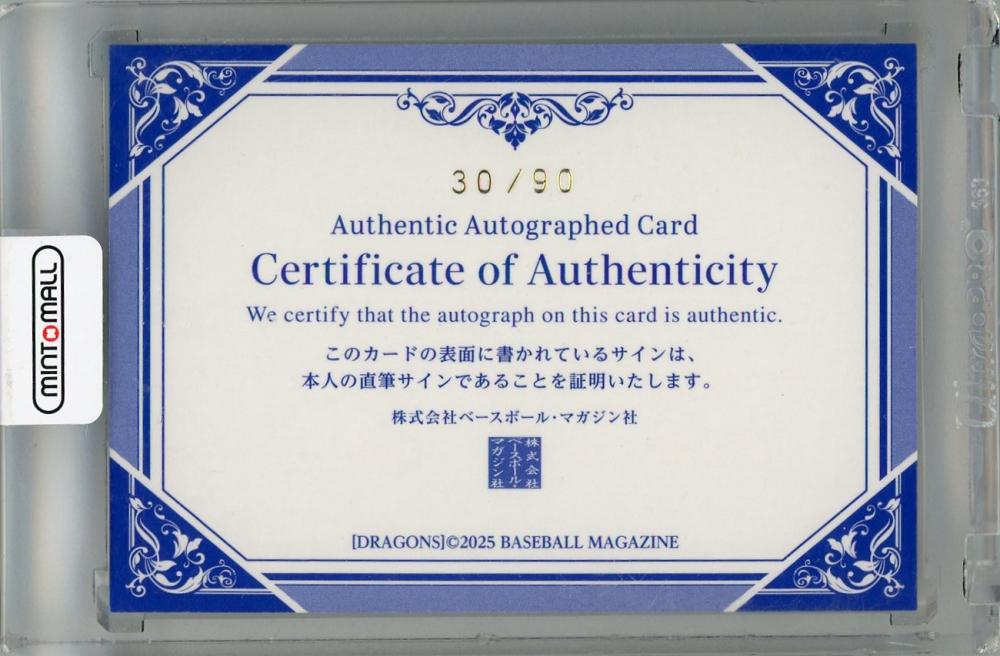 30/90
Authentic Autographed Card
Certificate of Authenticity
We certify that the autograph on this card is authentic.
このカードの表面に書かれているサインは、
本人の直筆サインであることを証明いたします。
株式会社ベースボール・マガジン社
株式会社
ベースボール・
マガジン社
[DRAGONS]©2025 BASEBALL MAGAZINE
MINT MALL